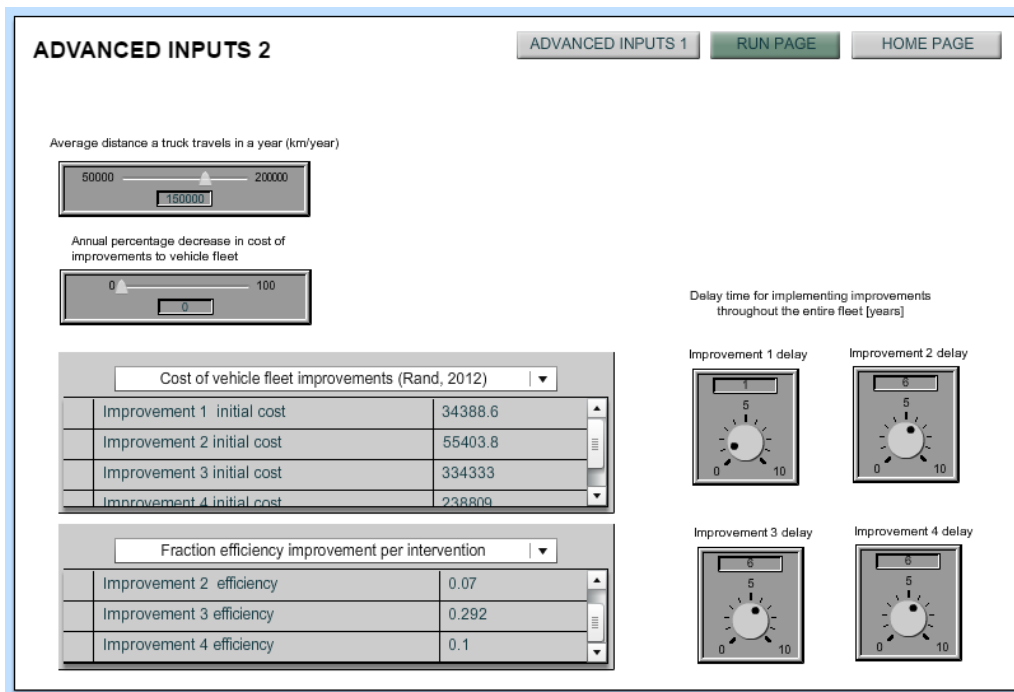 ADVANCED INPUTS 2
ADVANCED INPUTS 1
RUN PAGE
HOME PAGE
Average distance a truck travels in a year (km/year)
50000
200000
150000
Annual percentage decrease in cost of
improvements to vehicle fleet
0
100
0
Cost of vehicle fleet improvements (Rand, 2012)
Improvement 1 initial cost 34388.6
Improvement 2 initial cost 55403.8
Improvement 3 initial cost 334333
Improvement 4 initial cost 238809
Fraction efficiency improvement per intervention
Improvement 2 efficiency 0.07
Improvement 3 efficiency 0.292
Improvement 4 efficiency 0.1
Delay time for implementing improvements
throughout the entire fleet [years]
Improvement 1 delay
1
5
0 10
Improvement 2 delay
6
5
0 10
Improvement 3 delay
6
5
0 10
Improvement 4 delay
6
5
0 10